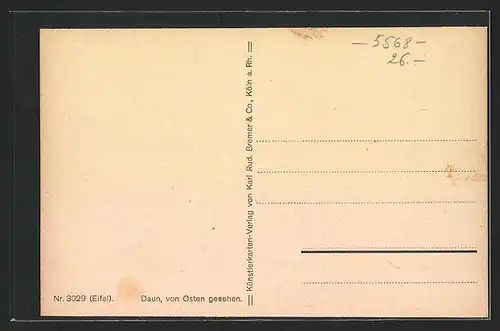 — 5568 —
26.—
Künstlerkarten-Verlag von Karl Rud. Bremer & Co., Köln a. Rh.
Nr. 3029 (Eifel). Daun, von Osten gesehen.